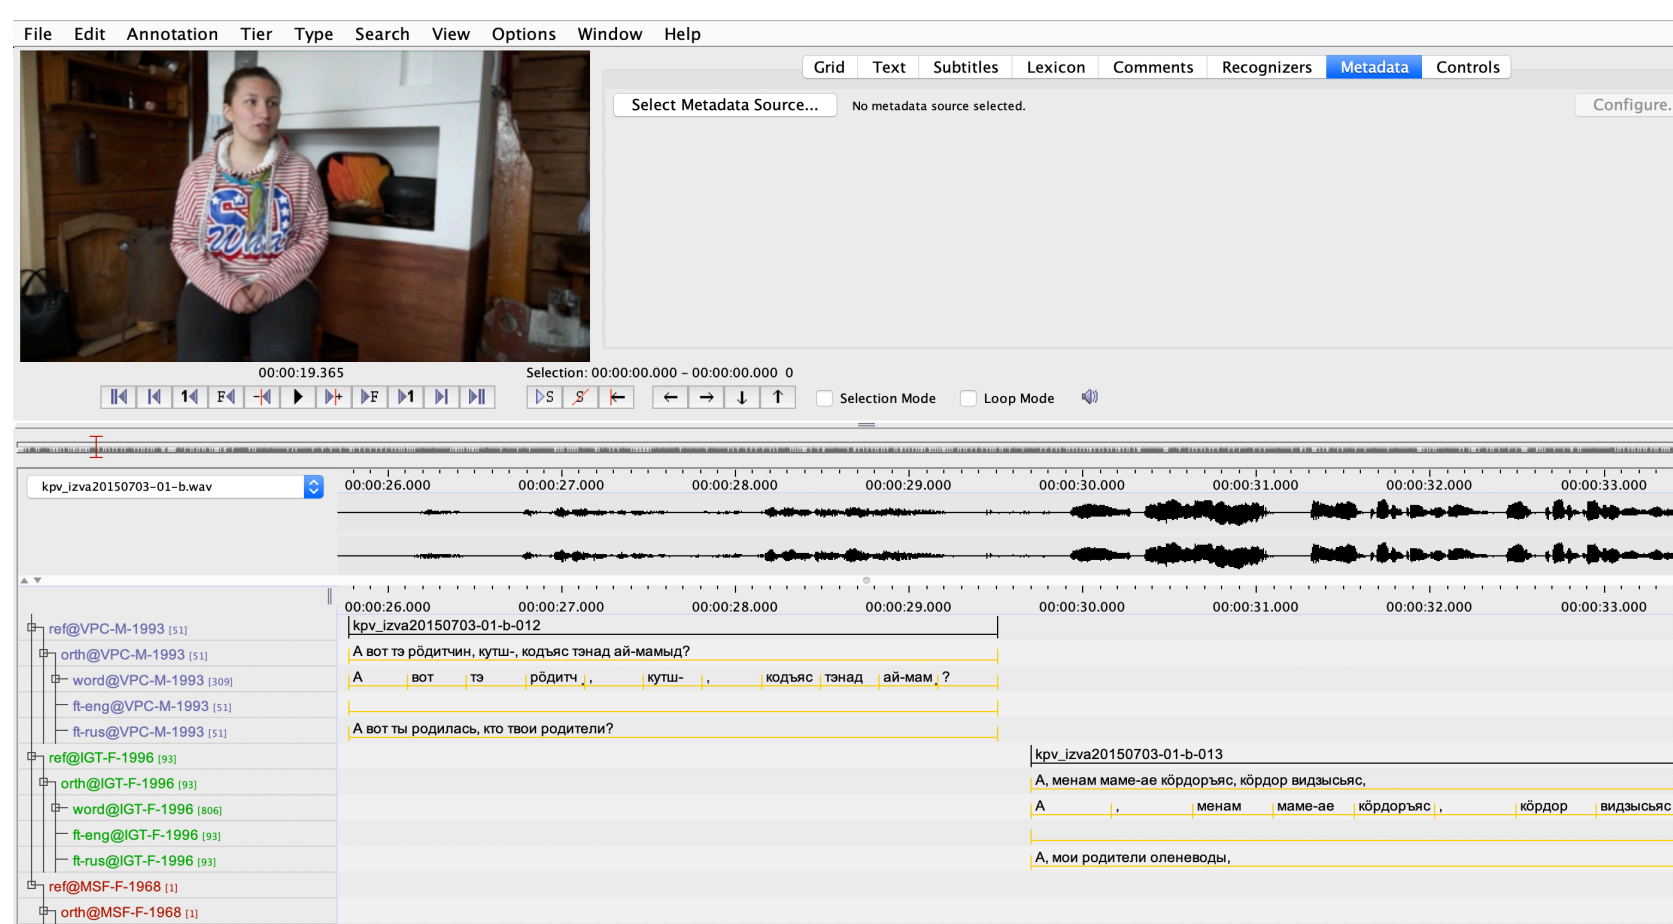 File Edit Annotation Tier Type Search View Options Window Help
Grid Text Subtitles Lexicon Comments Recognizers Metadata Controls
Select Metadata Source... No metadata source selected. Configure.
00:00:19.365 Selection: 00:00:00.000 - 00:00:00.000 0
1 F + F 1 S S Selection Mode Loop Mode
kpv_izva20150703-01-b.wav
00:00:26.000 00:00:27.000 00:00:28.000 00:00:29.000 00:00:30.000 00:00:31.000 00:00:32.000 00:00:33.000
00:00:26.000 00:00:27.000 00:00:28.000 00:00:29.000 00:00:30.000 00:00:31.000 00:00:32.000 00:00:33.000
ref@VPC-M-1993 [51] kpv_izva20150703-01-b-012
orth@VPC-M-1993 [51] А вот тэ рӧдитчин, кутш-, кодъяс тэнад ай-мамыд?
word@VPC-M-1993 [309] А вот тэ рӧдитч , кутш- , кодъяс тэнад ай-мам ?
ft-eng@VPC-M-1993 [51]
ft-rus@VPC-M-1993 [51] А вот ты родилась, кто твои родители?
ref@IGT-F-1996 [93] kpv_izva20150703-01-b-013
orth@IGT-F-1996 [93] А, менам маме-ае кӧрдоръяс, кӧрдор видзысьяс,
word@IGT-F-1996 [806] А , менам маме-ае кӧрдоръяс , кӧрдор видзысьяс
ft-eng@IGT-F-1996 [93]
ft-rus@IGT-F-1996 [93] А, мои родители оленеводы,
ref@MSF-F-1968 [1]
orth@MSF-F-1968 [1]